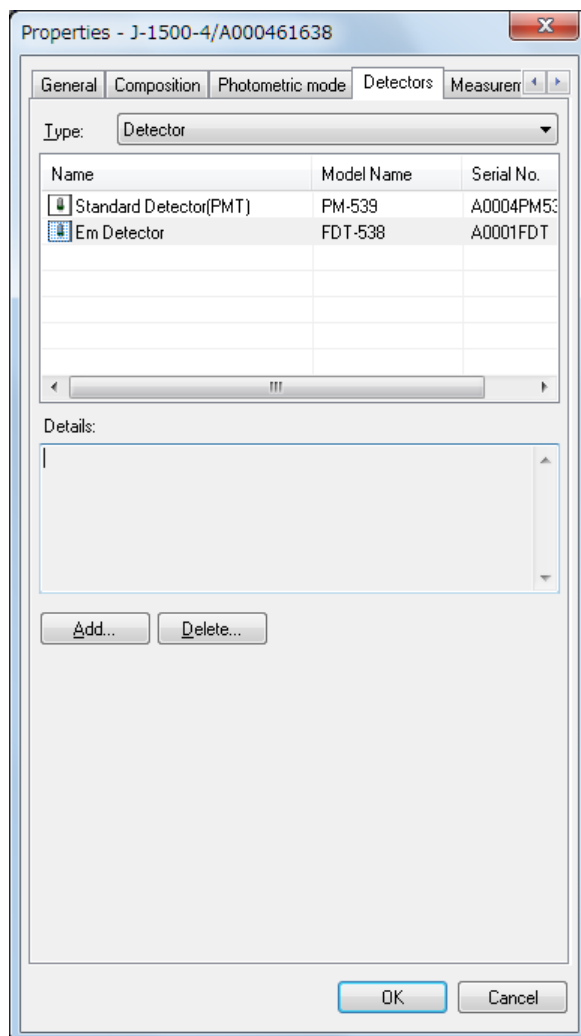 Properties - J-1500-4/A000461638
General Composition Photometric mode Detectors Measurem
Type: Detector
Name Model Name Serial No.
Standard Detector(PMT) PM-539 A0004PM53
Em Detector FDT-538 A0001FDT
Details:
Add... Delete...
OK Cancel